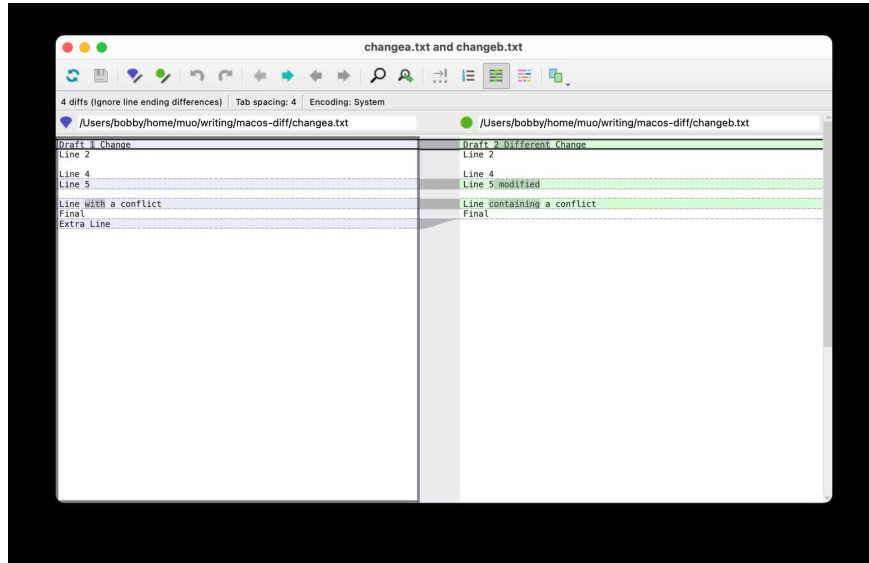 changea.txt and changeb.txt
4 diffs (Ignore line ending differences) Tab spacing: 4 Encoding: System
/Users/bobby/home/muo/writing/macos-diff/changea.txt
/Users/bobby/home/muo/writing/macos-diff/changeb.txt
Draft 1 Change
Line 2
Line 4
Line 5
Line with a conflict
Final
Extra Line
Draft 2 Different Change
Line 2
Line 4
Line 5 modified
Line containing a conflict
Final